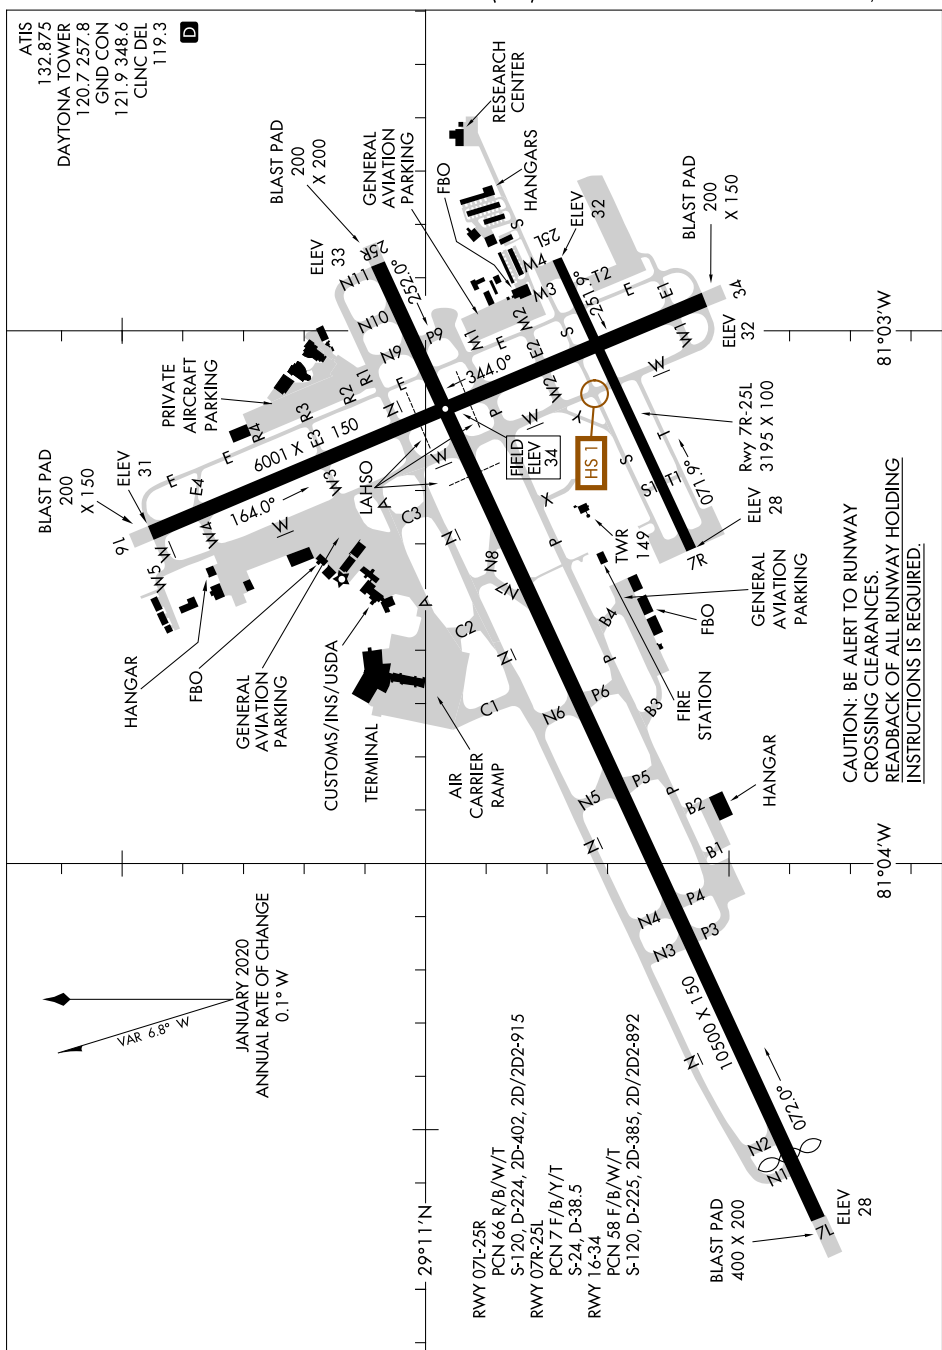 ATIS
132.875
DAYTONA TOWER
120.7 257.8
GND CON
121.9 348.6
CLNC DEL
119.3
D
RESEARCH
CENTER
BLAST PAD
200
X 200
GENERAL
AVIATION
PARKING
FBO
HANGARS
S
ELEV
33
25R
252.0°
N11
N10
N9
P9
M1
M2
M3
M4
25L
ELEV
32
BLAST PAD
200
X 150
251.9°
T2
E
E1
34
ELEV
32
W1
W
81°03'W
PRIVATE
AIRCRAFT
PARKING
R4
R3
R2
R1
E
N
E
E2
S
344.0°
W2
P
W
Y
HS 1
FIELD
ELEV
34
LAHSO
W
BLAST PAD
200
X 150
ELEV
31
16
E
E
E4
E3
6001 X 150
164.0°
W3
W
W4
W5
W
A
C3
N
X
P
S
S1
T1
T
071.9°
Rwy 7R-25L
3195 X 100
ELEV
28
7R
TWR
149
HANGAR
FBO
GENERAL
AVIATION
PARKING
CUSTOMS/INS/USDA
TERMINAL
A
AIR
CARRIER
RAMP
C2
C1
N8
N7
N
N6
P6
P
B4
B3
FIRE
STATION
FBO
GENERAL
AVIATION
PARKING
N5
P5
P
N
B2
B1
HANGAR
CAUTION: BE ALERT TO RUNWAY
CROSSING CLEARANCES.
READBACK OF ALL RUNWAY HOLDING
INSTRUCTIONS IS REQUIRED.
81°04'W
N4
P4
N3
P3
10500 X 150
N
072.0°
N2
N1
7L
ELEV
28
BLAST PAD
400 X 200
JANUARY 2020
ANNUAL RATE OF CHANGE
0.1° W
VAR 6.8° W
29°11'N
RWY 07L-25R
PCN 66 R/B/W/T
S-120, D-224, 2D-402, 2D/2D2-915
RWY 07R-25L
PCN 7 F/B/Y/T
S-24, D-38.5
RWY 16-34
PCN 58 F/B/W/T
S-120, D-225, 2D-385, 2D/2D2-892